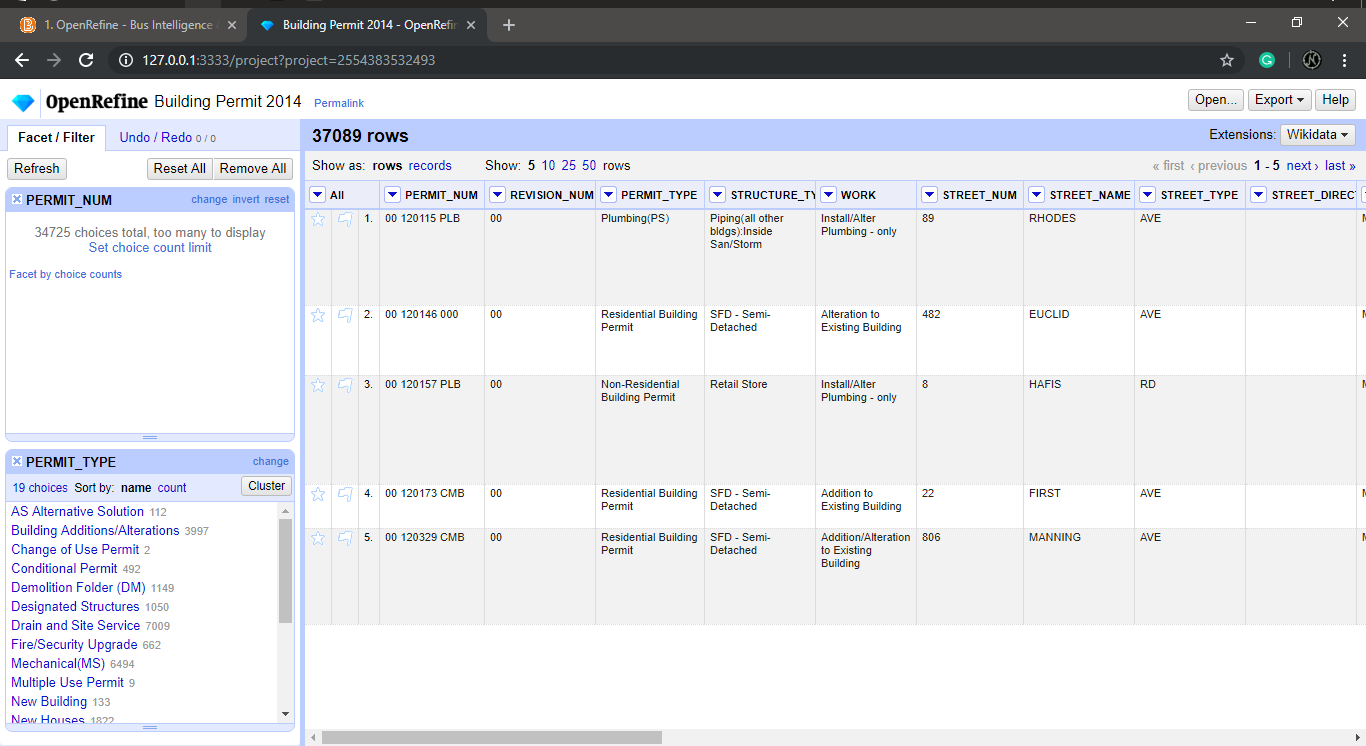 1. OpenRefine - Bus Intelligence
Building Permit 2014 - OpenRefin
127.0.0.1:3333/project?project=2554383532493
OpenRefine Building Permit 2014 Permalink
Open... Export Help
Facet / Filter Undo / Redo 0 / 0
Refresh Reset All Remove All
PERMIT_NUM change invert reset
34725 choices total, too many to display
Set choice count limit
Facet by choice counts
PERMIT_TYPE change
19 choices Sort by: name count Cluster
AS Alternative Solution 112
Building Additions/Alterations 3997
Change of Use Permit 2
Conditional Permit 492
Demolition Folder (DM) 1149
Designated Structures 1050
Drain and Site Service 7009
Fire/Security Upgrade 662
Mechanical(MS) 6494
Multiple Use Permit 9
New Building 133
New Houses 1822
37089 rows Extensions: Wikidata
Show as: rows records Show: 5 10 25 50 rows « first ‹ previous 1 - 5 next › last »
All PERMIT_NUM REVISION_NUM PERMIT_TYPE STRUCTURE_TY WORK STREET_NUM STREET_NAME STREET_TYPE STREET_DIREC
1. 00 120115 PLB 00 Plumbing(PS) Piping(all other Install/Alter 89 RHODES AVE
bldgs):Inside Plumbing - only
San/Storm
2. 00 120146 000 00 Residential Building SFD - Semi- Alteration to 482 EUCLID AVE
Permit Detached Existing Building
3. 00 120157 PLB 00 Non-Residential Retail Store Install/Alter 8 HAFIS RD
Building Permit Plumbing - only
4. 00 120173 CMB 00 Residential Building SFD - Semi- Addition to 22 FIRST AVE
Permit Detached Existing Building
5. 00 120329 CMB 00 Residential Building SFD - Semi- Addition/Alteration 806 MANNING AVE
Permit Detached to Existing
Building